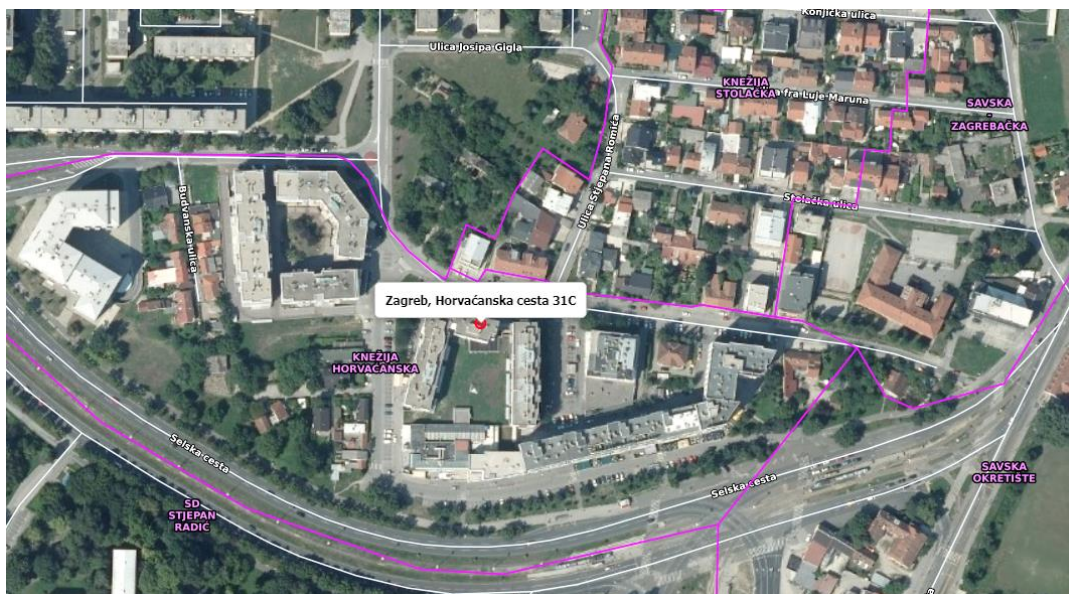 Konjička ulica
Ulica Josipa Gigla
KNEŽIJA
STOLAČKA
fra Luje Maruna
SAVSKA
-
ZAGREBAČKA
Ulica Stjepana Romića
Stolačka ulica
Budvanska ulica
Zagreb, Horvaćanska cesta 31C
KNEŽIJA
HORVAĆANSKA
Selska cesta
Selska cesta
SAVSKA
OKRETIŠTE
SD
STJEPAN
RADIĆ